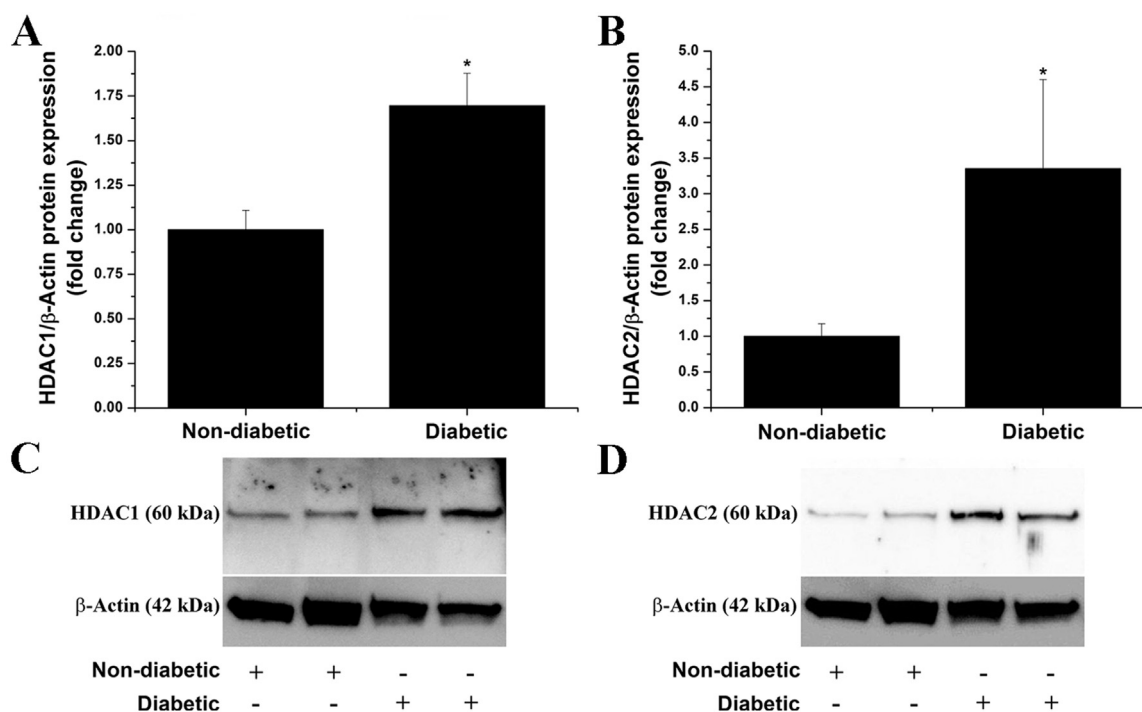 A
HDAC1/β-Actin protein expression
(fold change)
2.00
1.75
1.50
1.25
1.00
0.75
0.50
0.25
0.00
*
Non-diabetic Diabetic
B
HDAC2/β-Actin protein expression
(fold change)
5.0
4.5
4.0
3.5
3.0
2.5
2.0
1.5
1.0
0.5
0.0
*
Non-diabetic Diabetic
C
HDAC1 (60 kDa)
β-Actin (42 kDa)
Non-diabetic + + - -
Diabetic - - + +
D
HDAC2 (60 kDa)
β-Actin (42 kDa)
Non-diabetic + + - -
Diabetic - - + +